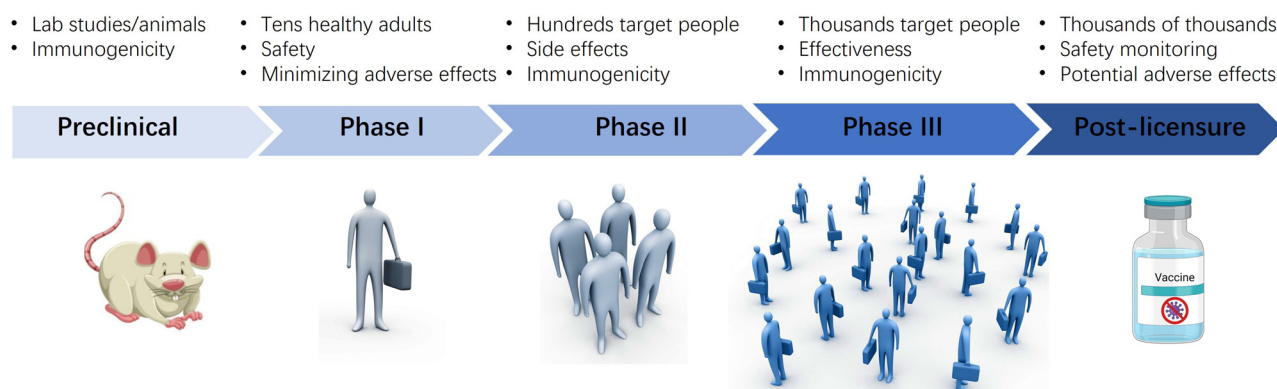 • Lab studies/animals
• Immunogenicity
• Tens healthy adults
• Safety
• Minimizing adverse effects
• Hundreds target people
• Side effects
• Immunogenicity
• Thousands target people
• Effectiveness
• Immunogenicity
• Thousands of thousands
• Safety monitoring
• Potential adverse effects
Preclinical
Phase I
Phase II
Phase III
Post-licensure
Vaccine